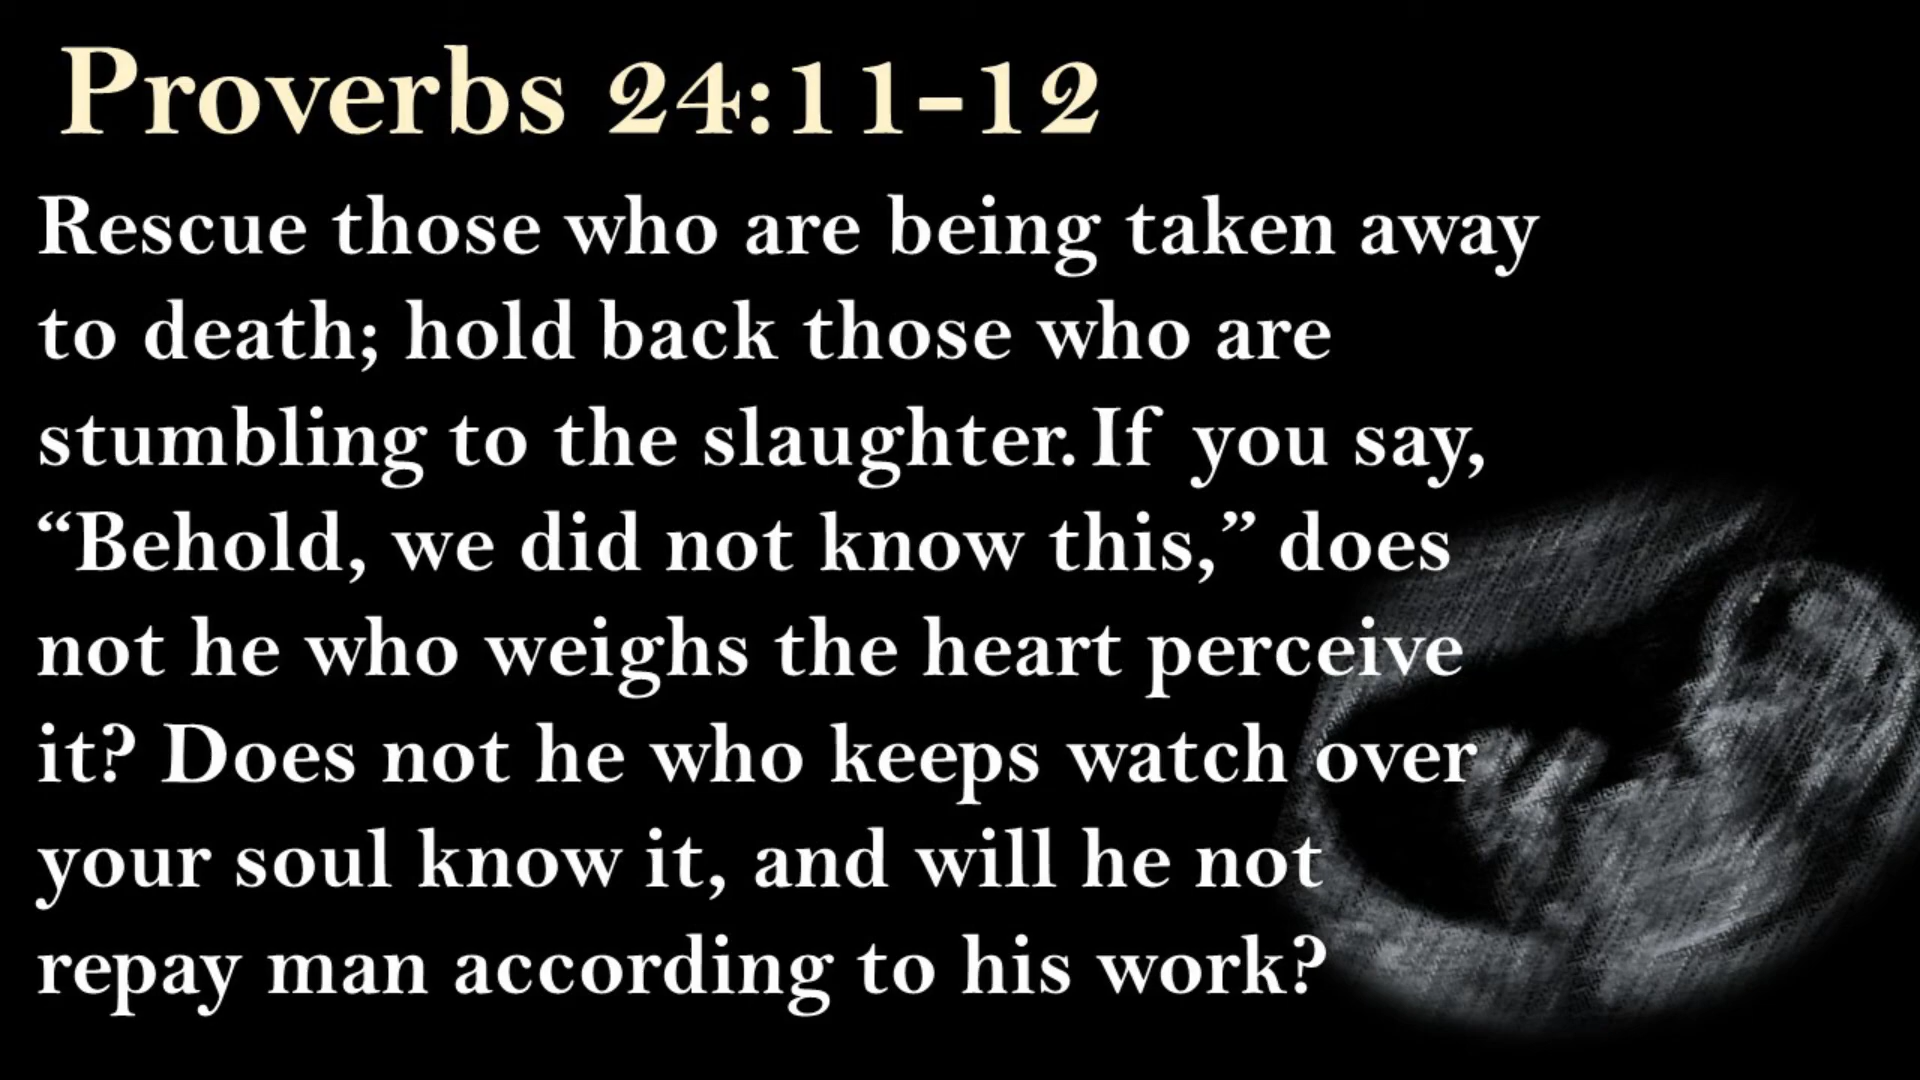 Proverbs 24:11-12
Rescue those who are being taken away
to death; hold back those who are
stumbling to the slaughter. If you say,
“Behold, we did not know this,” does
not he who weighs the heart perceive
it? Does not he who keeps watch over
your soul know it, and will he not
repay man according to his work?